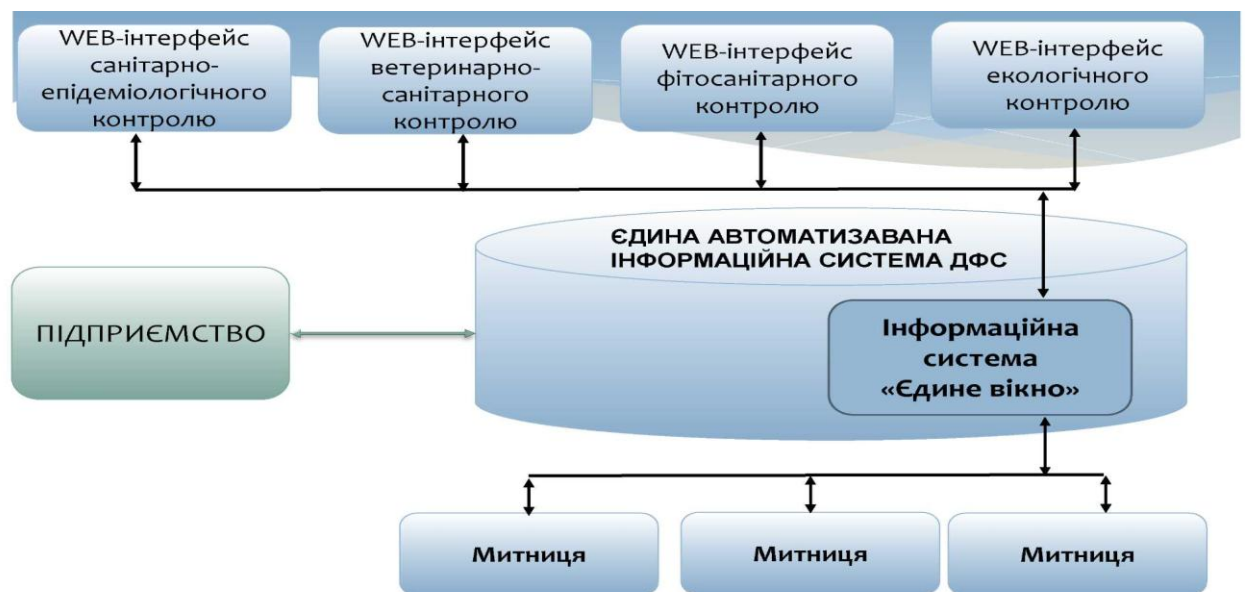 WEB-інтерфейс
санітарно-
епідеміологічного
контролю
WEB-інтерфейс
ветеринарно-
санітарного
контролю
WEB-інтерфейс
фітосанітарного
контролю
WEB-інтерфейс
екологічного
контролю
ЄДИНА АВТОМАТИЗАВАНА
ІНФОРМАЦІЙНА СИСТЕМА ДФС
ПІДПРИЄМСТВО
Інформаційна
система
«Єдине вікно»
Митниця
Митниця
Митниця